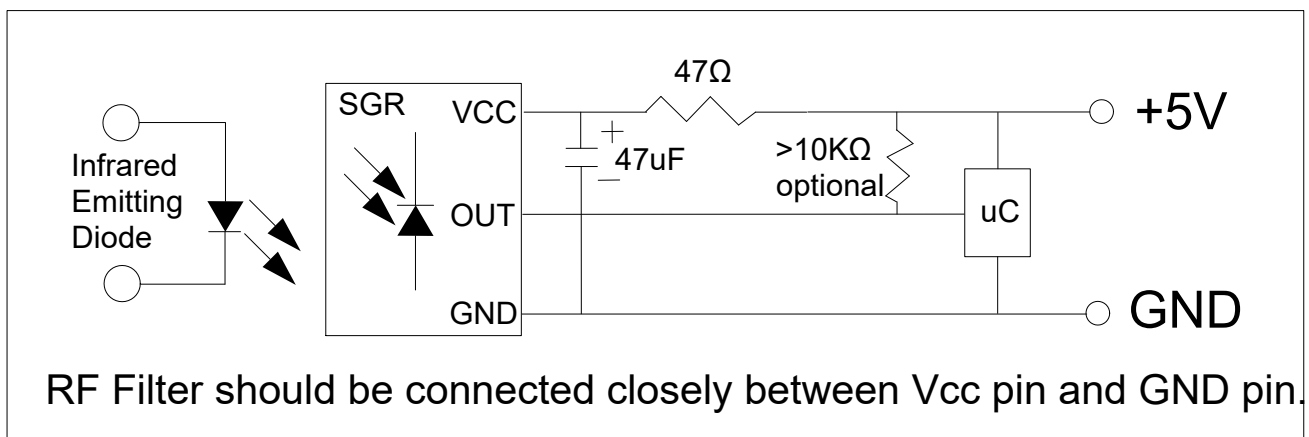 47Ω
SGR
VCC
+5V
+
47uF
−
>10KΩ
optional
Infrared
Emitting
Diode
OUT
uC
GND
GND
RF Filter should be connected closely between Vcc pin and GND pin.